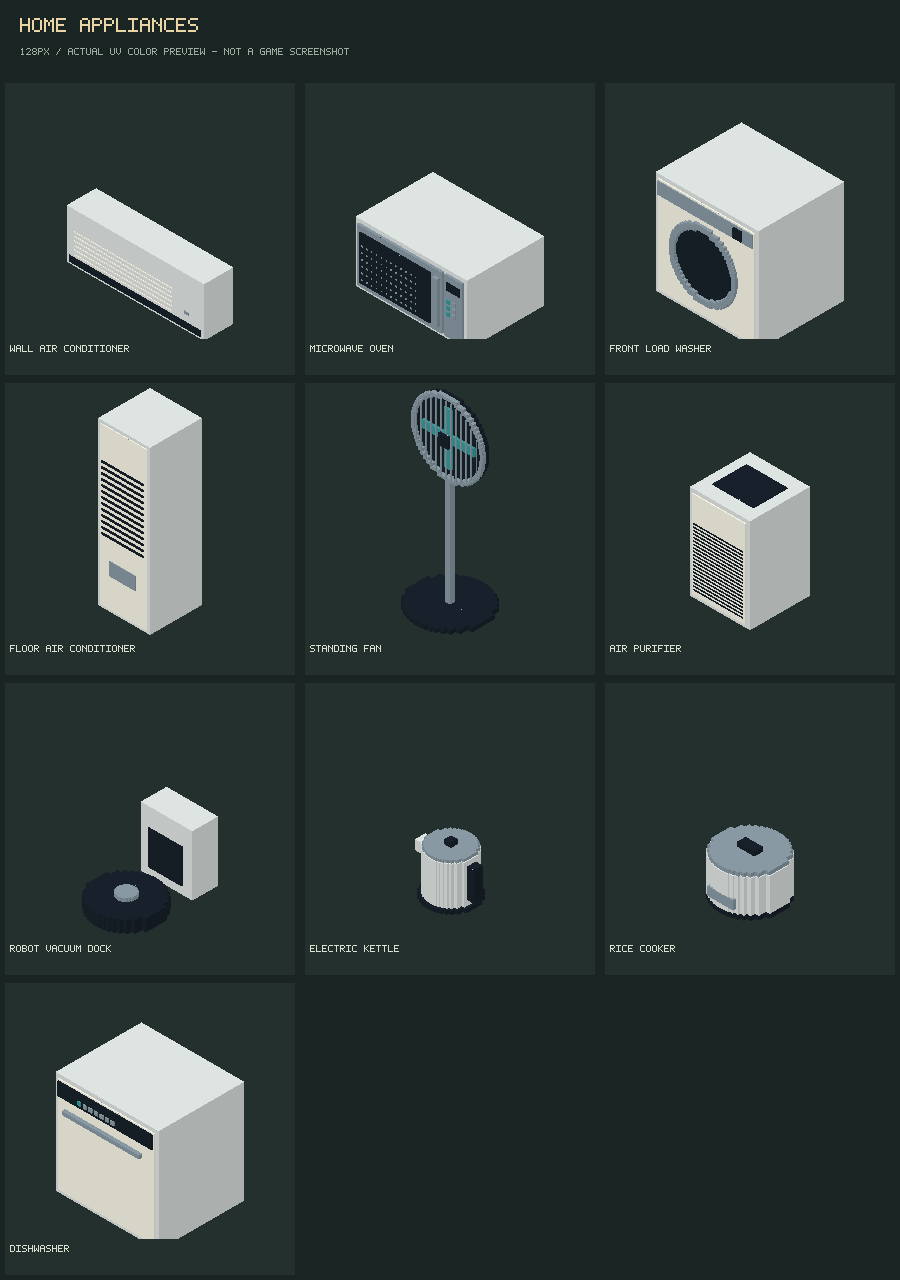 HOME APPLIANCES
128PX / ACTUAL UV COLOR PREVIEW - NOT A GAME SCREENSHOT
WALL AIR CONDITIONER
MICROWAVE OVEN
FRONT LOAD WASHER
FLOOR AIR CONDITIONER
STANDING FAN
AIR PURIFIER
ROBOT VACUUM DOCK
ELECTRIC KETTLE
RICE COOKER
DISHWASHER